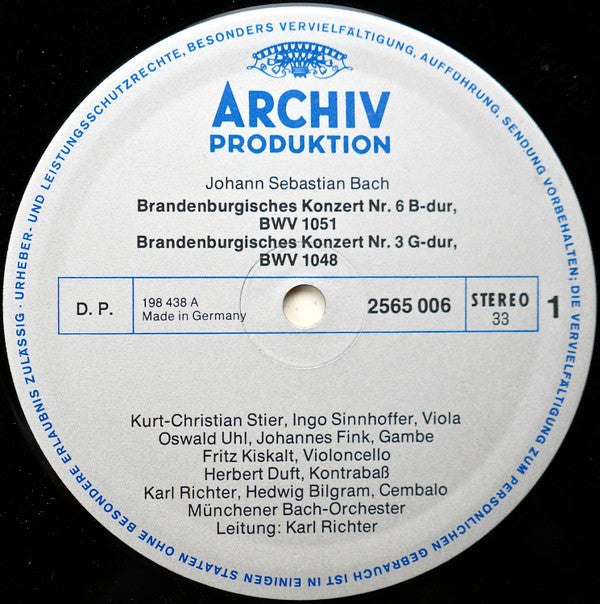 URHEBER- UND LEISTUNGSSCHUTZRECHTE, BESONDERS VERVIELFÄLTIGUNG, AUFFÜHRUNG, SENDUNG VORBEHALTEN; DIE VERVIELFÄLTIGUNG ZUM PERSÖNLICHEN GEBRAUCH IST IN EINIGEN STAATEN OHNE BESONDERE ERLAUBNIS ZULÄSSIG ·
ARCHIV
PRODUKTION
Johann Sebastian Bach
Brandenburgisches Konzert Nr. 6 B-dur,
BWV 1051
Brandenburgisches Konzert Nr. 3 G-dur,
BWV 1048
D. P.
198 438 A
Made in Germany
2565 006
STEREO
33
1
Kurt-Christian Stier, Ingo Sinnhoffer, Viola
Oswald Uhl, Johannes Fink, Gambe
Fritz Kiskalt, Violoncello
Herbert Duft, Kontrabaß
Karl Richter, Hedwig Bilgram, Cembalo
Münchener Bach-Orchester
Leitung: Karl Richter